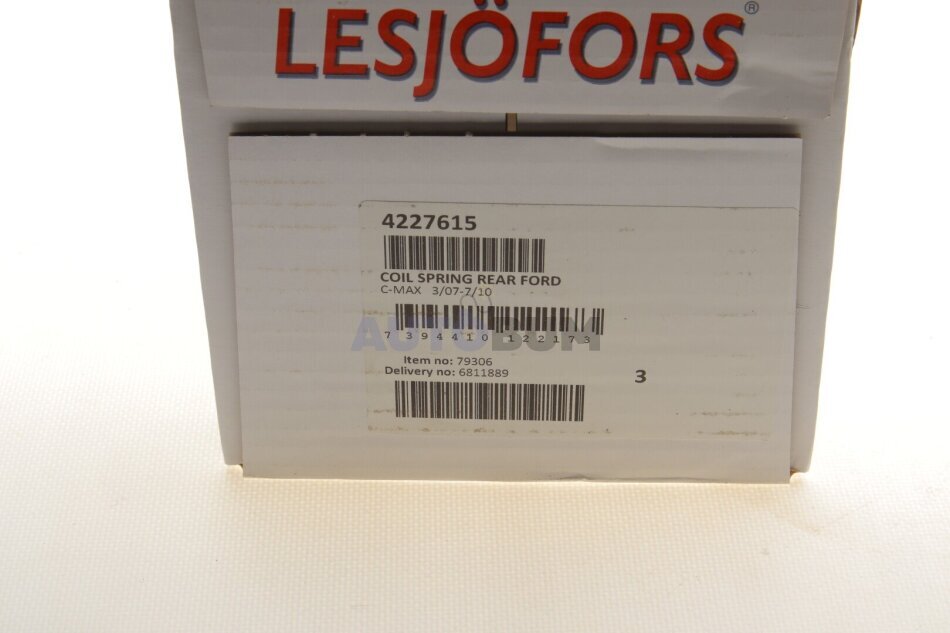 LESJÖFORS®
4227615
COIL SPRING REAR FORD
C-MAX 3/07-7/10
AUTOBUM
7 394410 122173
Item no: 79306
Delivery no: 6811889
3